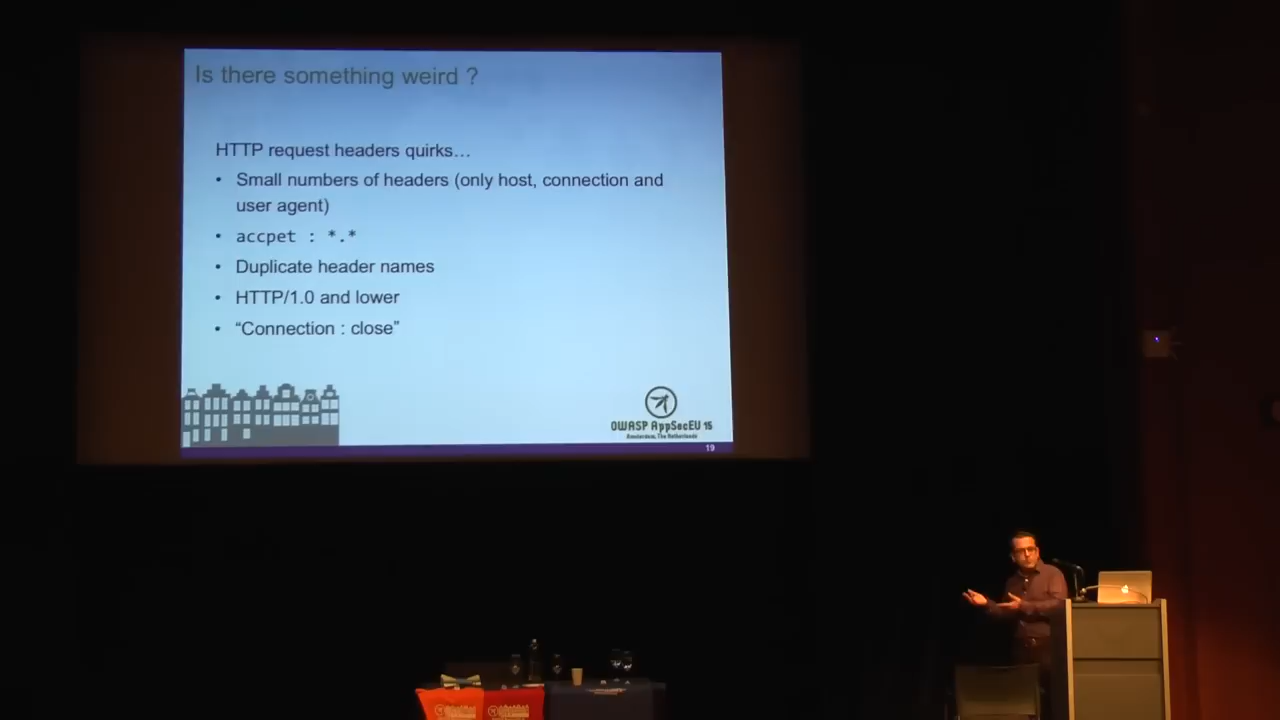 Is there something weird ?
HTTP request headers quirks…
• Small numbers of headers (only host, connection and
user agent)
• accpet : *.*
• Duplicate header names
• HTTP/1.0 and lower
• “Connection : close”
OWASP AppSecEU 15
Amsterdam, The Netherlands
19